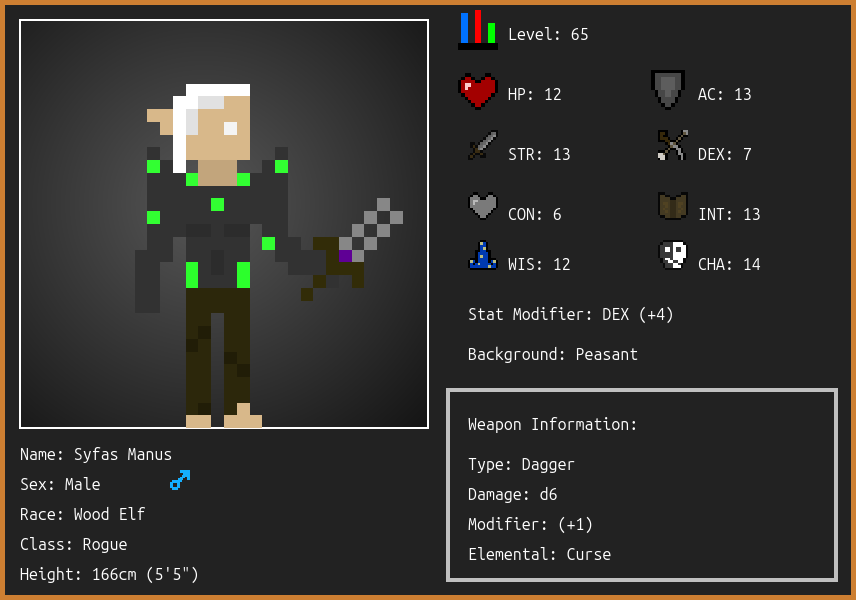 Level: 65
HP: 12
AC: 13
STR: 13
DEX: 7
CON: 6
INT: 13
WIS: 12
CHA: 14
Stat Modifier: DEX (+4)
Background: Peasant
Weapon Information:
Type: Dagger
Damage: d6
Modifier: (+1)
Elemental: Curse
Name: Syfas Manus
Sex: Male
Race: Wood Elf
Class: Rogue
Height: 166cm (5'5")